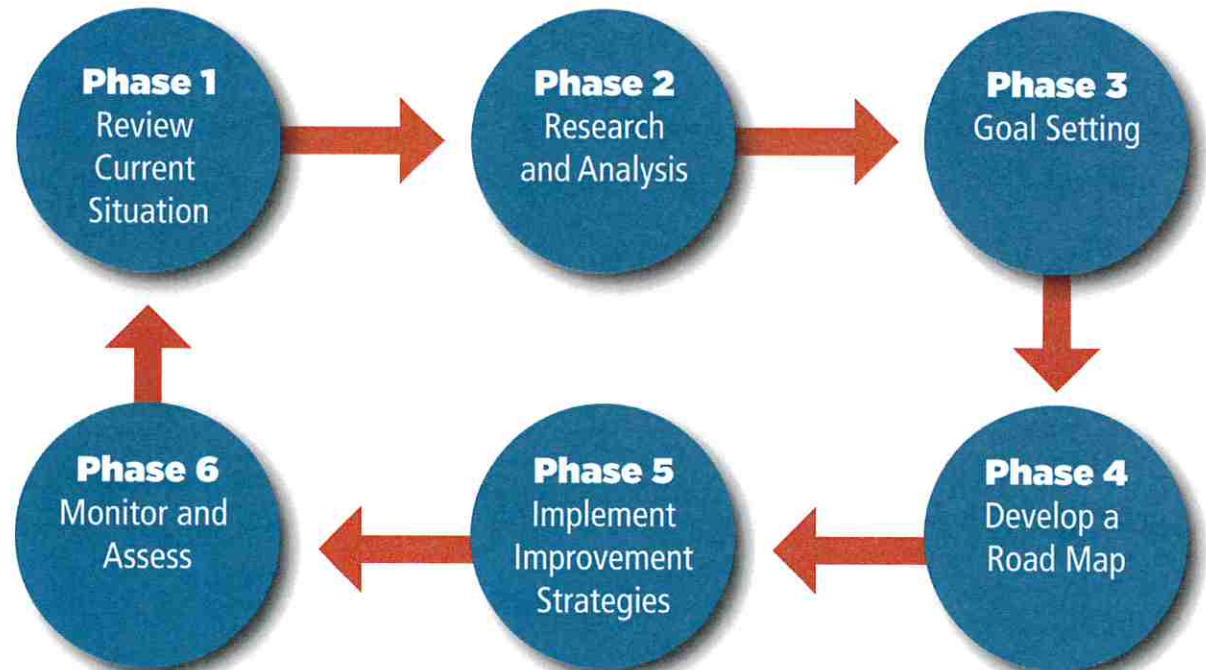 Phase 1
Review
Current
Situation
Phase 2
Research
and Analysis
Phase 3
Goal Setting
Phase 4
Develop a
Road Map
Phase 5
Implement
Improvement
Strategies
Phase 6
Monitor and
Assess